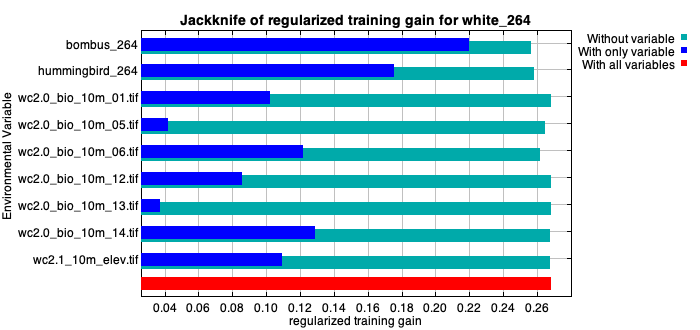 Jackknife of regularized training gain for white_264
Without variable
With only variable
With all variables
Environmental Variable
bombus_264
hummingbird_264
wc2.0_bio_10m_01.tif
wc2.0_bio_10m_05.tif
wc2.0_bio_10m_06.tif
wc2.0_bio_10m_12.tif
wc2.0_bio_10m_13.tif
wc2.0_bio_10m_14.tif
wc2.1_10m_elev.tif
0.04 0.06 0.08 0.10 0.12 0.14 0.16 0.18 0.20 0.22 0.24 0.26
regularized training gain